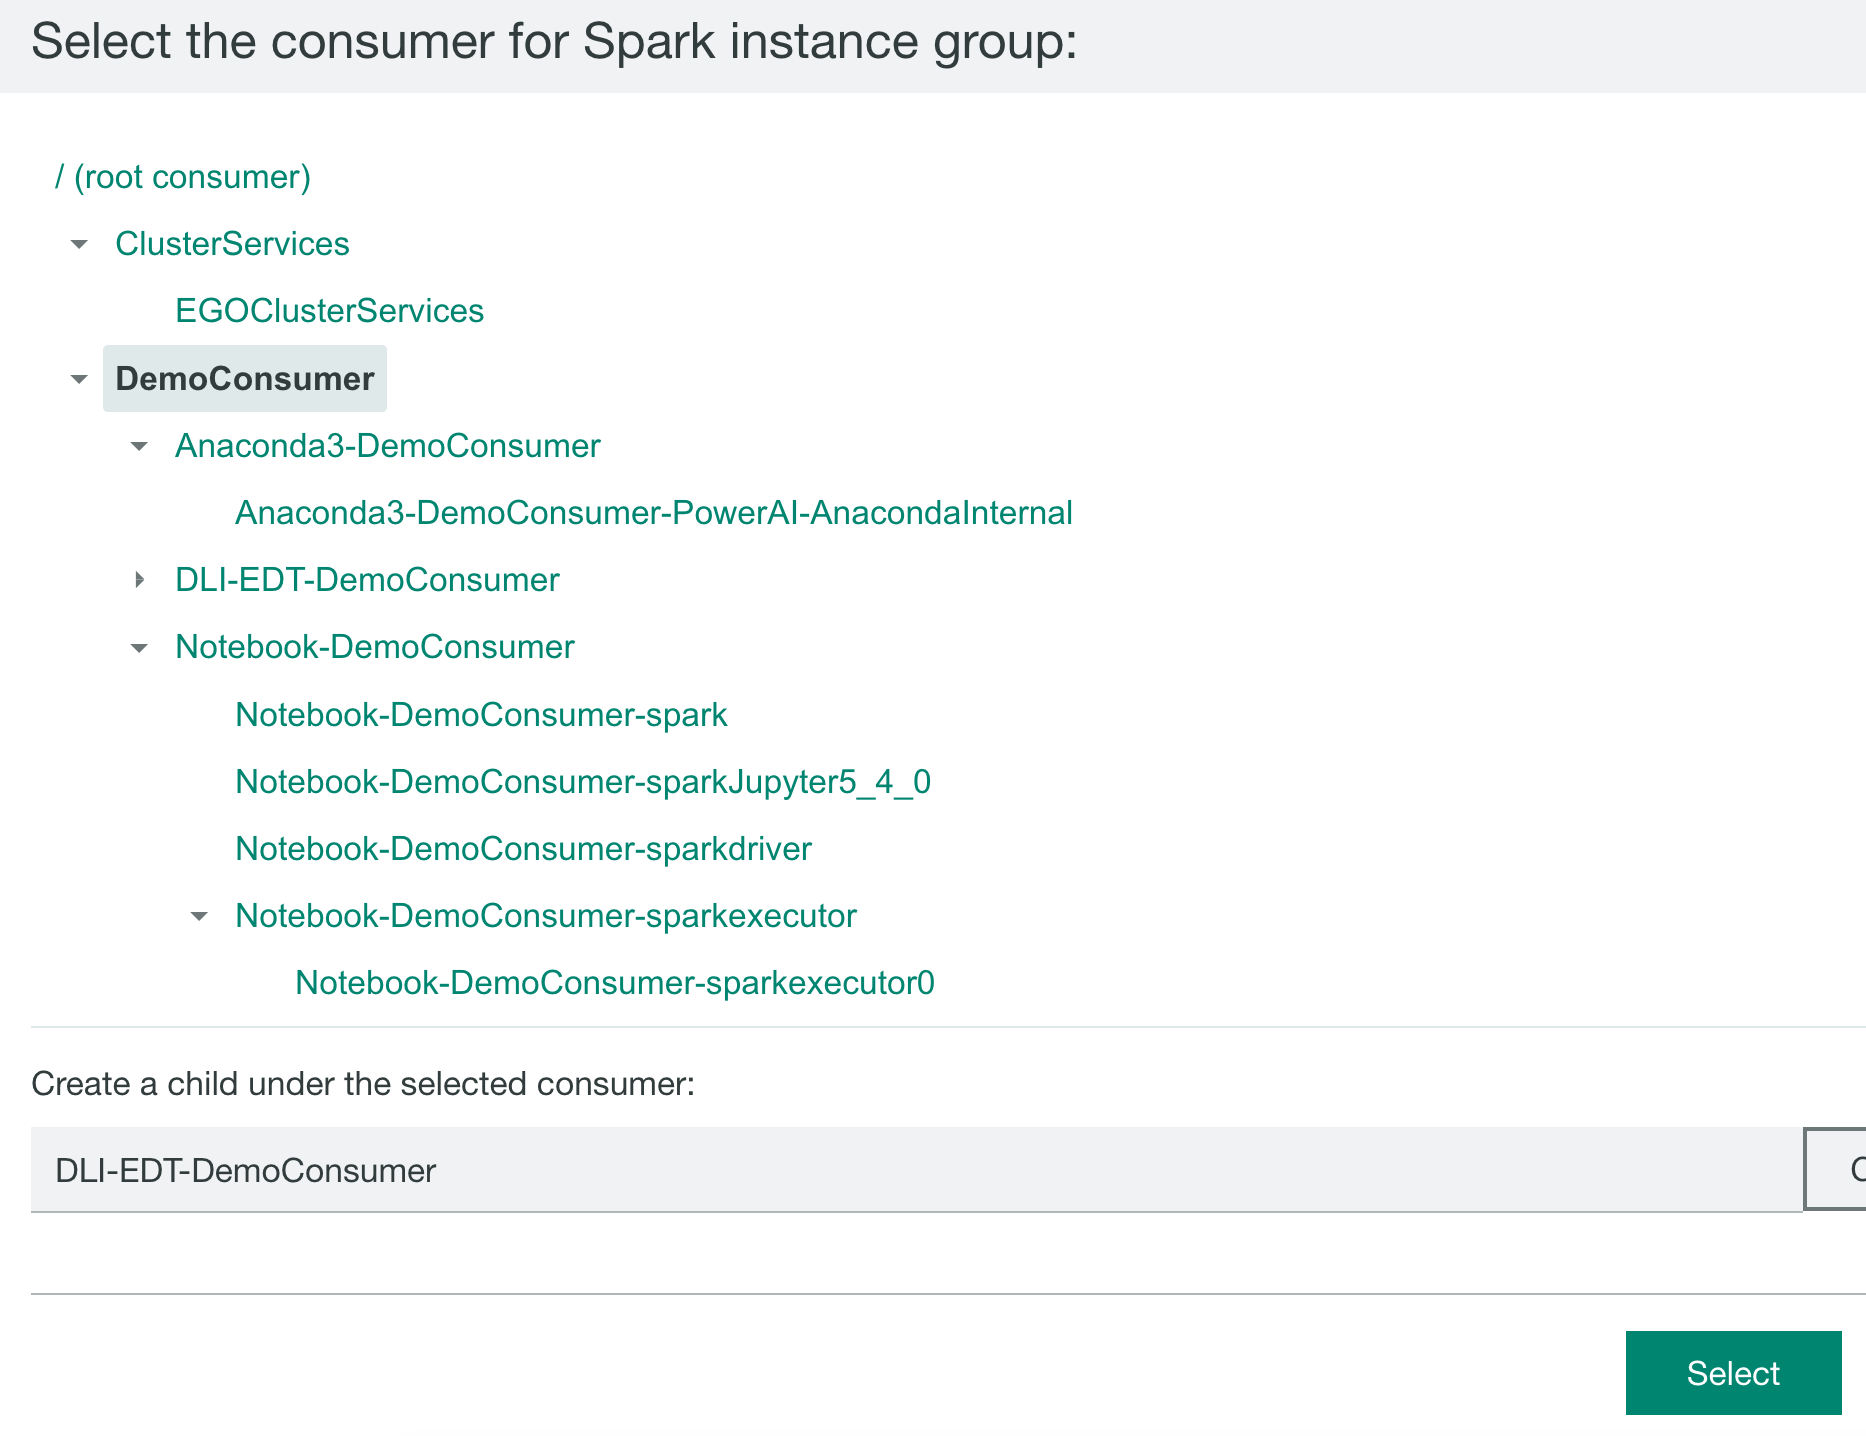 Select the consumer for Spark instance group:
/ (root consumer)
ClusterServices
EGOClusterServices
DemoConsumer
Anaconda3-DemoConsumer
Anaconda3-DemoConsumer-PowerAI-AnacondaInternal
DLI-EDT-DemoConsumer
Notebook-DemoConsumer
Notebook-DemoConsumer-spark
Notebook-DemoConsumer-sparkJupyter5_4_0
Notebook-DemoConsumer-sparkdriver
Notebook-DemoConsumer-sparkexecutor
Notebook-DemoConsumer-sparkexecutor0
Create a child under the selected consumer:
DLI-EDT-DemoConsumer
Select